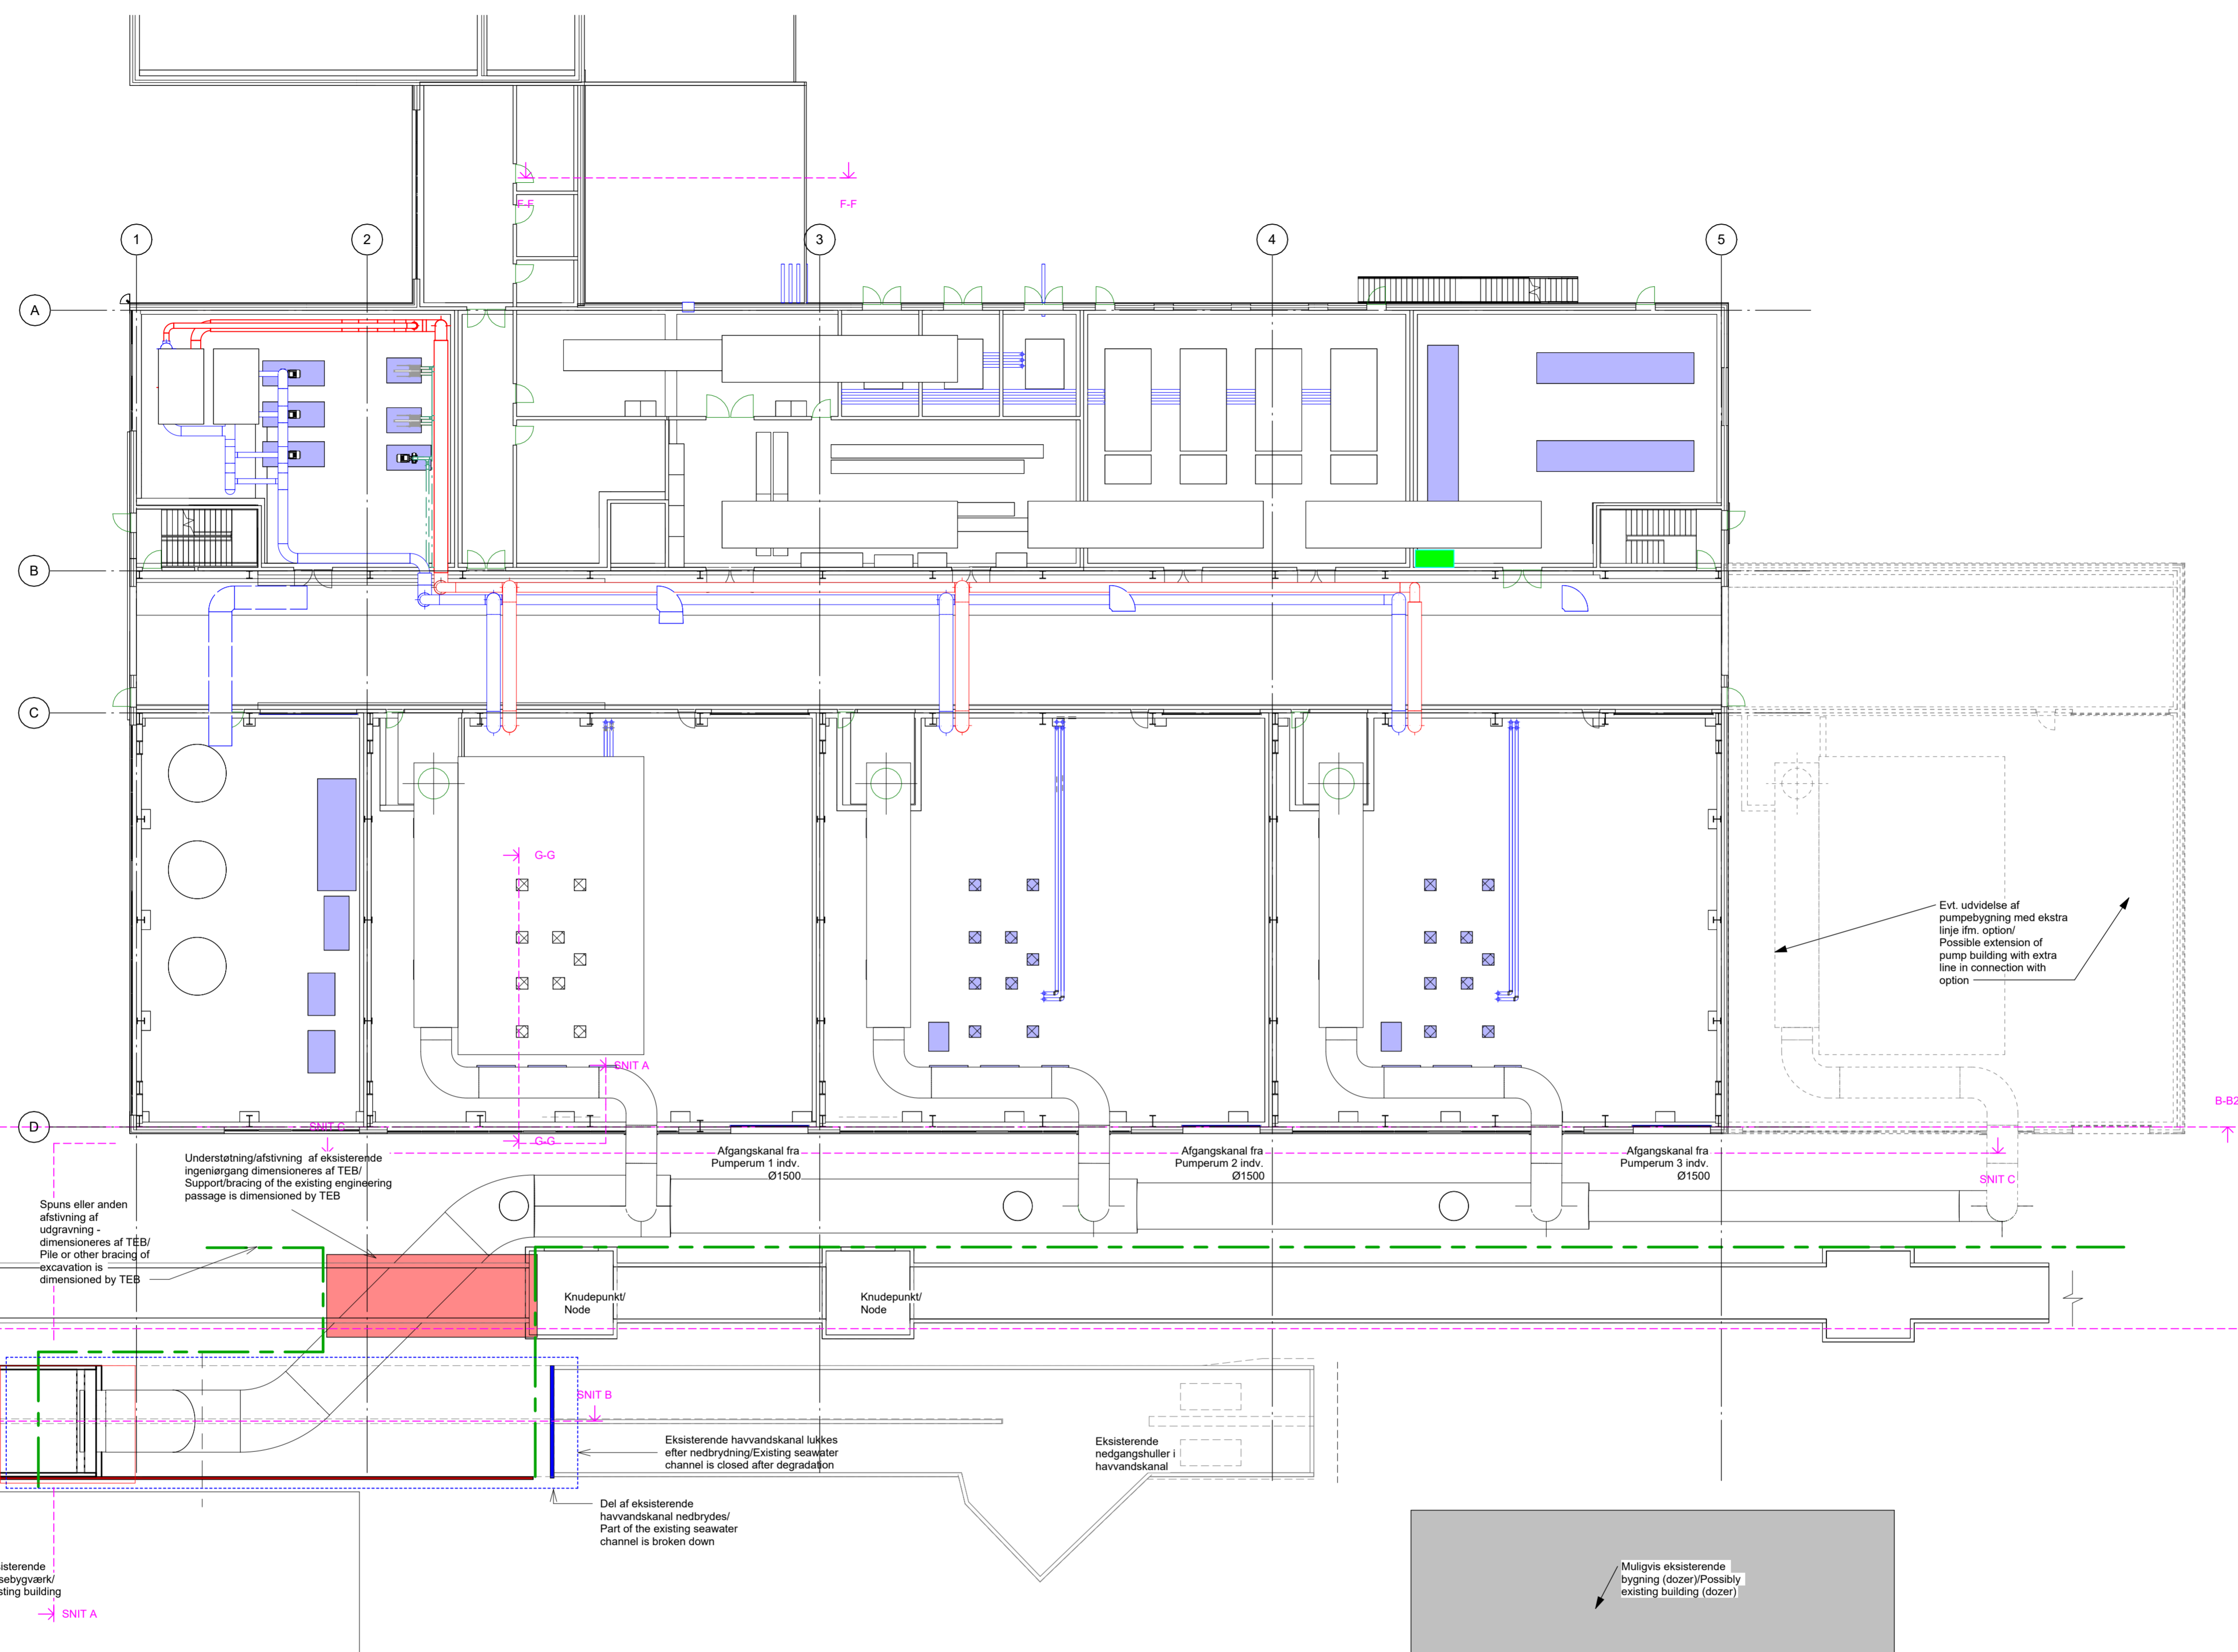 F-F
F-F
1
2
3
4
5
A
B
C
G-G
Evt. udvidelse af
pumpebygning med ekstra
linje ifm. option/
Possible extension of
pump building with extra
line in connection with
option
SNIT A
B-B2
D
SNIT C
G-G
Understøtning/afstivning af eksisterende
ingeniørgang dimensioneres af TEB/
Support/bracing of the existing engineering
passage is dimensioned by TEB
Afgangskanal fra
Pumperum 1 indv.
Ø1500
Afgangskanal fra
Pumperum 2 indv.
Ø1500
Afgangskanal fra
Pumperum 3 indv.
Ø1500
SNIT C
Spuns eller anden
afstivning af
udgravning -
dimensioneres af TEB/
Pile or other bracing of
excavation is
dimensioned by TEB
Knudepunkt/
Node
Knudepunkt/
Node
SNIT B
Eksisterende havvandskanal lukkes
efter nedbrydning/Existing seawater
channel is closed after degradation
Eksisterende
nedgangshuller i
havvandskanal
Del af eksisterende
havvandskanal nedbrydes/
Part of the existing seawater
channel is broken down
isterende
sebygværk/
sting building
SNIT A
Muligvis eksisterende
bygning (dozer)/Possibly
existing building (dozer)